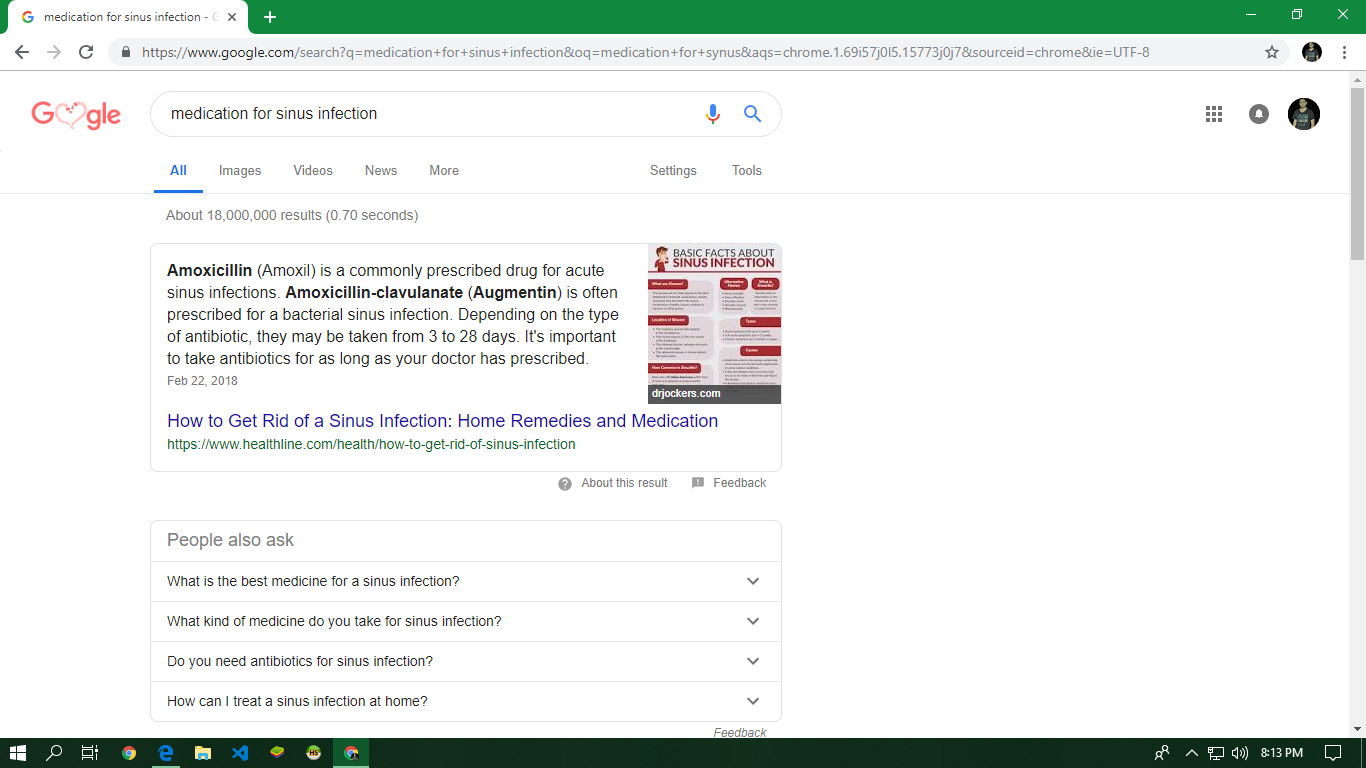 medication for sinus infection - G
https://www.google.com/search?q=medication+for+sinus+infection&oq=medication+for+synus&aqs=chrome.1.69i57j0l5.15773j0j7&sourceid=chrome&ie=UTF-8
Google
medication for sinus infection
All Images Videos News More Settings Tools
About 18,000,000 results (0.70 seconds)
Amoxicillin (Amoxil) is a commonly prescribed drug for acute
sinus infections. Amoxicillin-clavulanate (Augmentin) is often
prescribed for a bacterial sinus infection. Depending on the type
of antibiotic, they may be taken from 3 to 28 days. It's important
to take antibiotics for as long as your doctor has prescribed.
Feb 22, 2018
BASIC FACTS ABOUT
SINUS INFECTION
What are Sinuses?
Alternative
Names
What is
Sinusitis?
Location of Sinuses
Types
Causes
How Common is Sinusitis?
drjockers.com
How to Get Rid of a Sinus Infection: Home Remedies and Medication
https://www.healthline.com/health/how-to-get-rid-of-sinus-infection
About this result Feedback
People also ask
What is the best medicine for a sinus infection?
What kind of medicine do you take for sinus infection?
Do you need antibiotics for sinus infection?
How can I treat a sinus infection at home?
Feedback
HS
8:13 PM